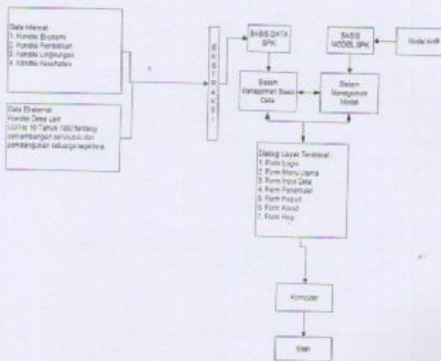 Data Internal
1. Kondisi Ekonomi
2. Kondisi Pendidikan
3. Kondisi Lingkungan
4. Kondisi Kesehatan
Data Eksternal
Kondisi Desa Lain
UU No 10 Tahun 1992 tentang
perkembangan penduduk dan
pembangunan keluarga sejahtera
EKSTRAKSI
BASIS DATA
SPK
BASIS
MODEL SPK
Model AHP
Sistem
Manajemen Basis
Data
Sistem
Manajemen
Model
Dialog Layar Terminal
1. Form Login
2. Form Menu Utama
3. Form Input Data
4. Form Penentuan
5. Form
6. Form About
7. Form Help
Komputer
User